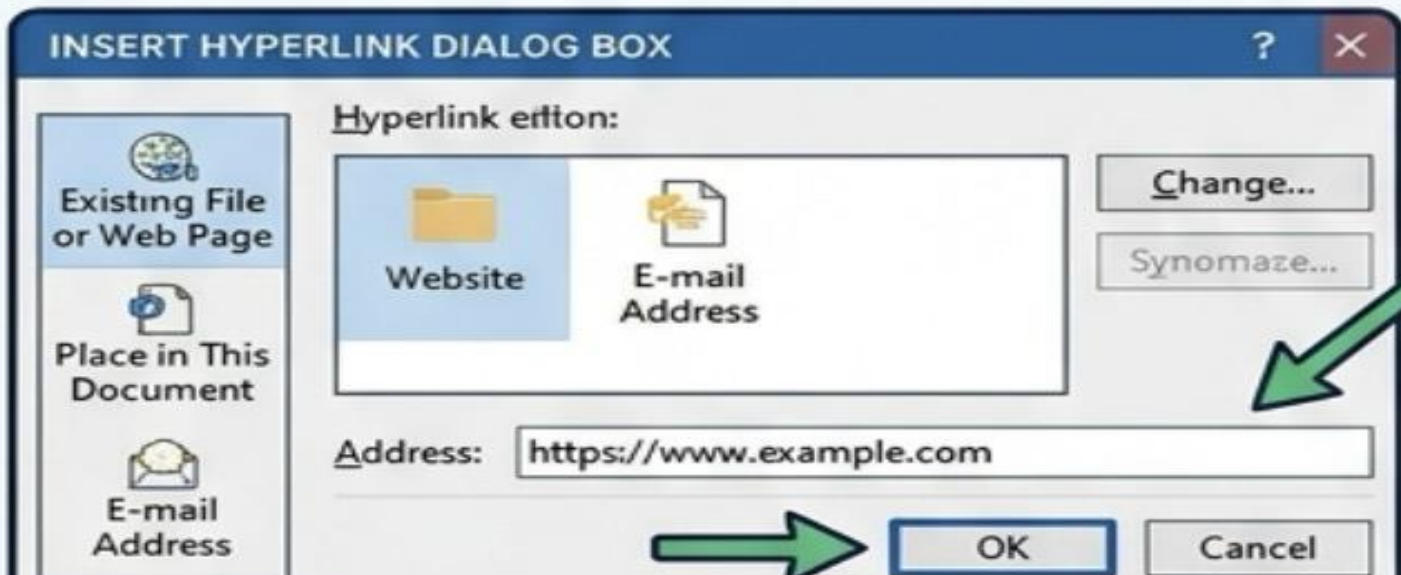 INSERT HYPERLINK DIALOG BOX
?
Existing File
or Web Page
Place in This
Document
E-mail
Address
Hyperlink eitton:
Website
E-mail
Address
Change...
Synomaze...
Address:
https://www.example.com
OK
Cancel